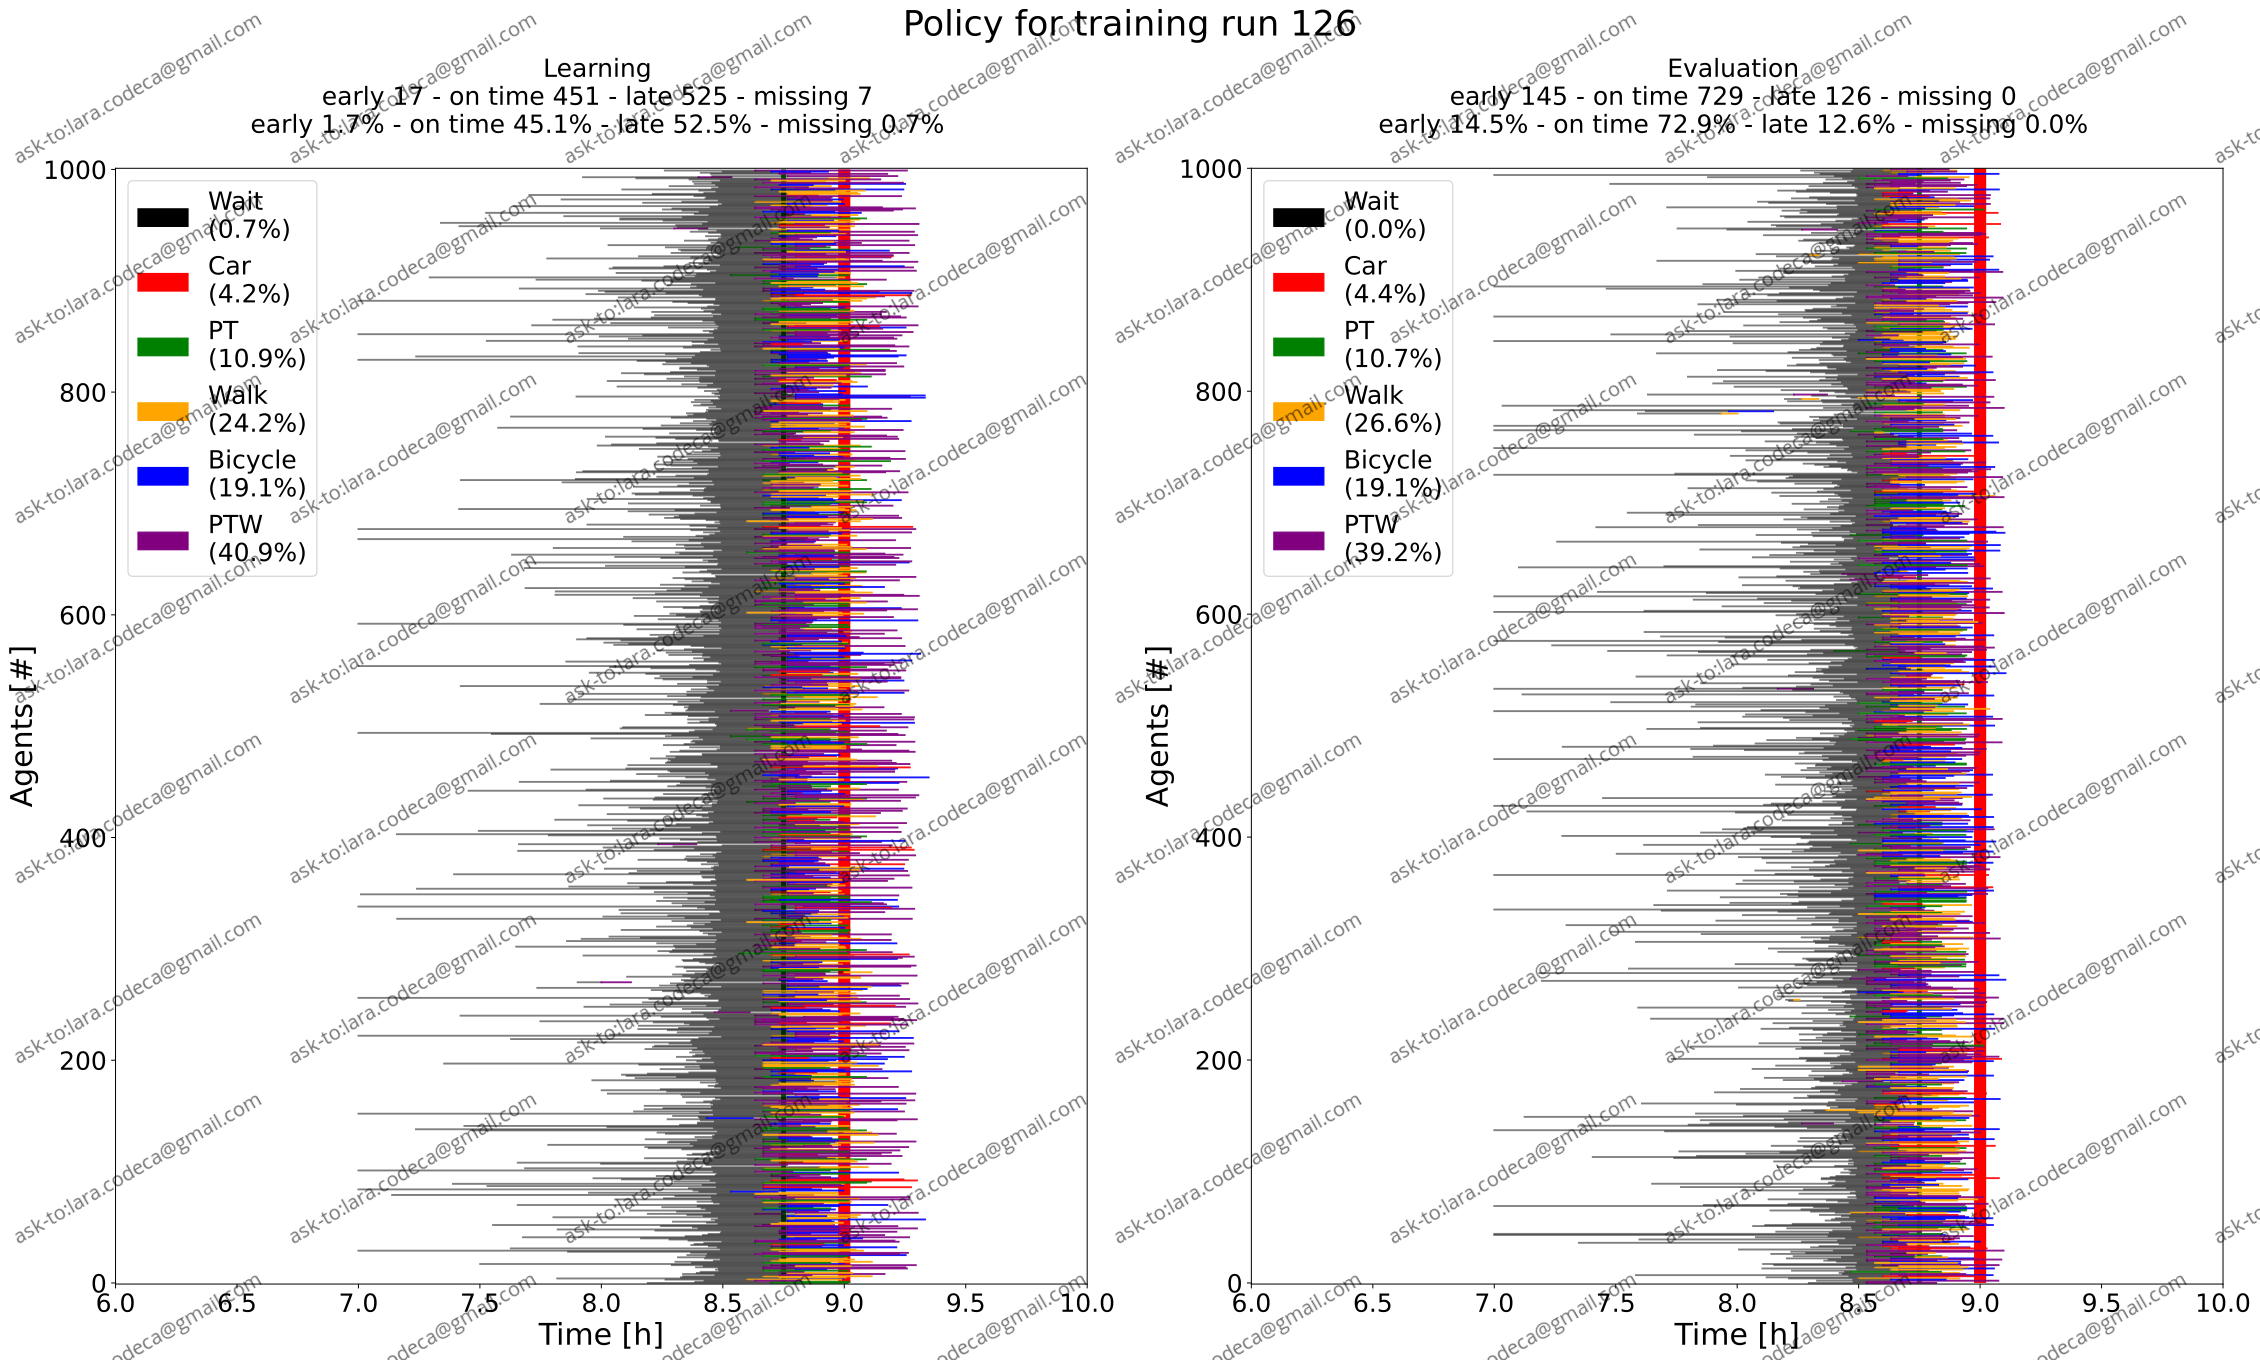 Policy for training run 126
Learning
early 17 - on time 451 - late 525 - missing 7
early 1.7% - on time 45.1% - late 52.5% - missing 0.7%
Evaluation
early 145 - on time 729 - late 126 - missing 0
early 14.5% - on time 72.9% - late 12.6% - missing 0.0%
Agents [#]
1000
800
600
400
200
0
Wait
(0.7%)
Car
(4.2%)
PT
(10.9%)
Walk
(24.2%)
Bicycle
(19.1%)
PTW
(40.9%)
6.0 6.5 7.0 7.5 8.0 8.5 9.0 9.5 10.0
Time [h]
Agents [#]
1000
800
600
400
200
0
Wait
(0.0%)
Car
(4.4%)
PT
(10.7%)
Walk
(26.6%)
Bicycle
(19.1%)
PTW
(39.2%)
6.0 6.5 7.0 7.5 8.0 8.5 9.0 9.5 10.0
Time [h]
ask-to:lara.codeca@gmail.com